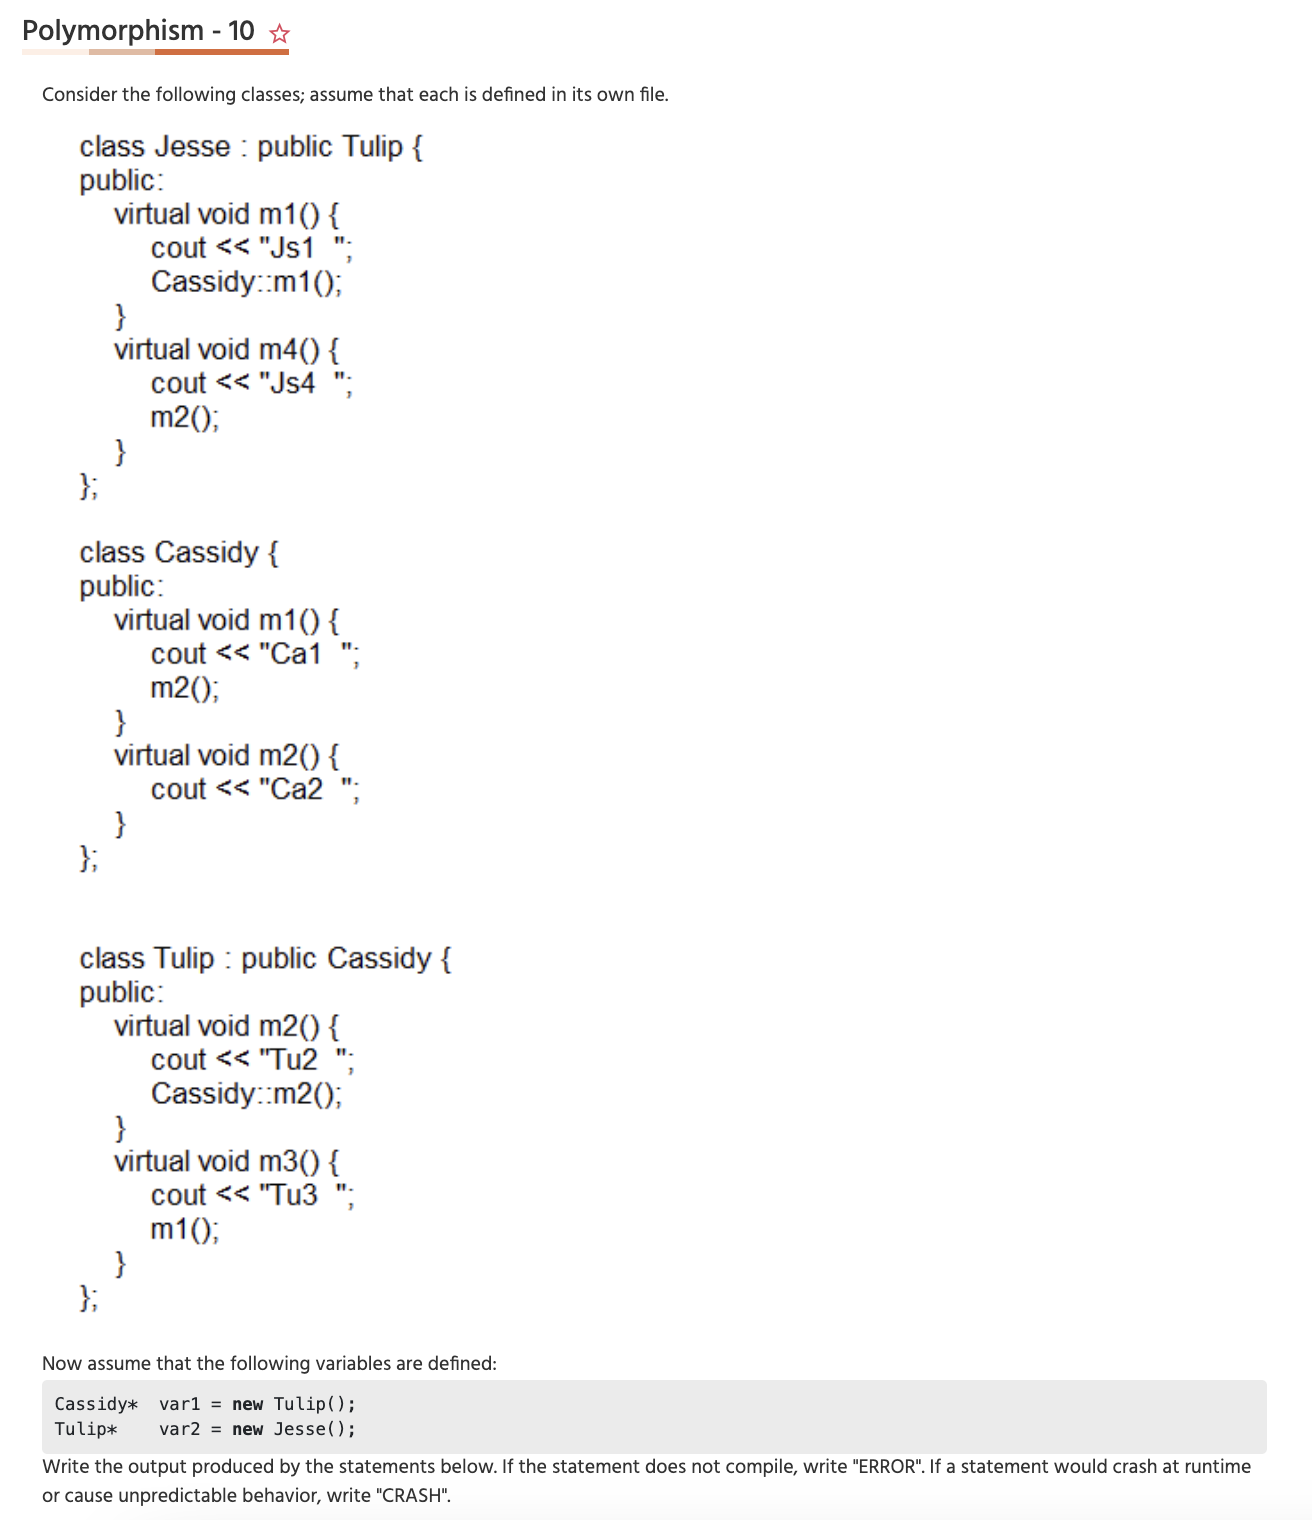 Polymorphism - 10 ☆
Consider the following classes; assume that each is defined in its own file.
class Jesse : public Tulip {
public:
virtual void m1() {
cout << "Js1  ";
Cassidy::m1();
}
virtual void m4() {
cout << "Js4  ";
m2();
}
};
class Cassidy {
public:
virtual void m1() {
cout << "Ca1  ";
m2();
}
virtual void m2() {
cout << "Ca2  ";
}
};
class Tulip : public Cassidy {
public:
virtual void m2() {
cout << "Tu2  ";
Cassidy::m2();
}
virtual void m3() {
cout << "Tu3  ";
m1();
}
};
Now assume that the following variables are defined:
Cassidy*  var1 = new Tulip();
Tulip*    var2 = new Jesse();
Write the output produced by the statements below. If the statement does not compile, write "ERROR". If a statement would crash at runtime
or cause unpredictable behavior, write "CRASH".